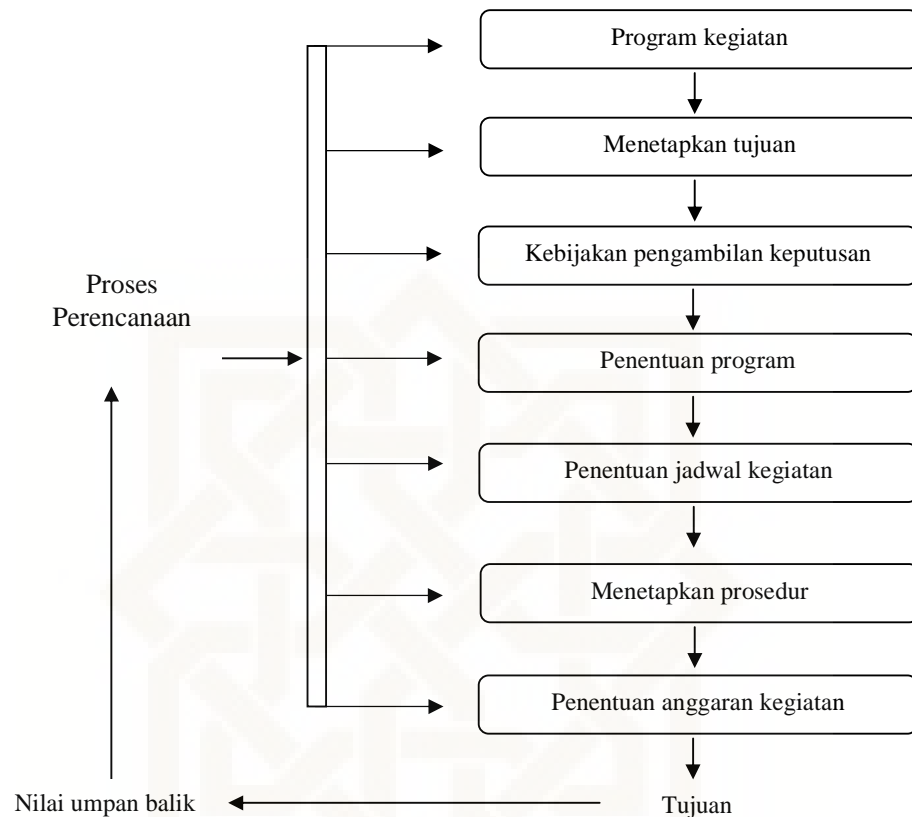 Program kegiatan
Menetapkan tujuan
Kebijakan pengambilan keputusan
Proses
Perencanaan
Penentuan program
Penentuan jadwal kegiatan
Menetapkan prosedur
Penentuan anggaran kegiatan
Nilai umpan balik
Tujuan